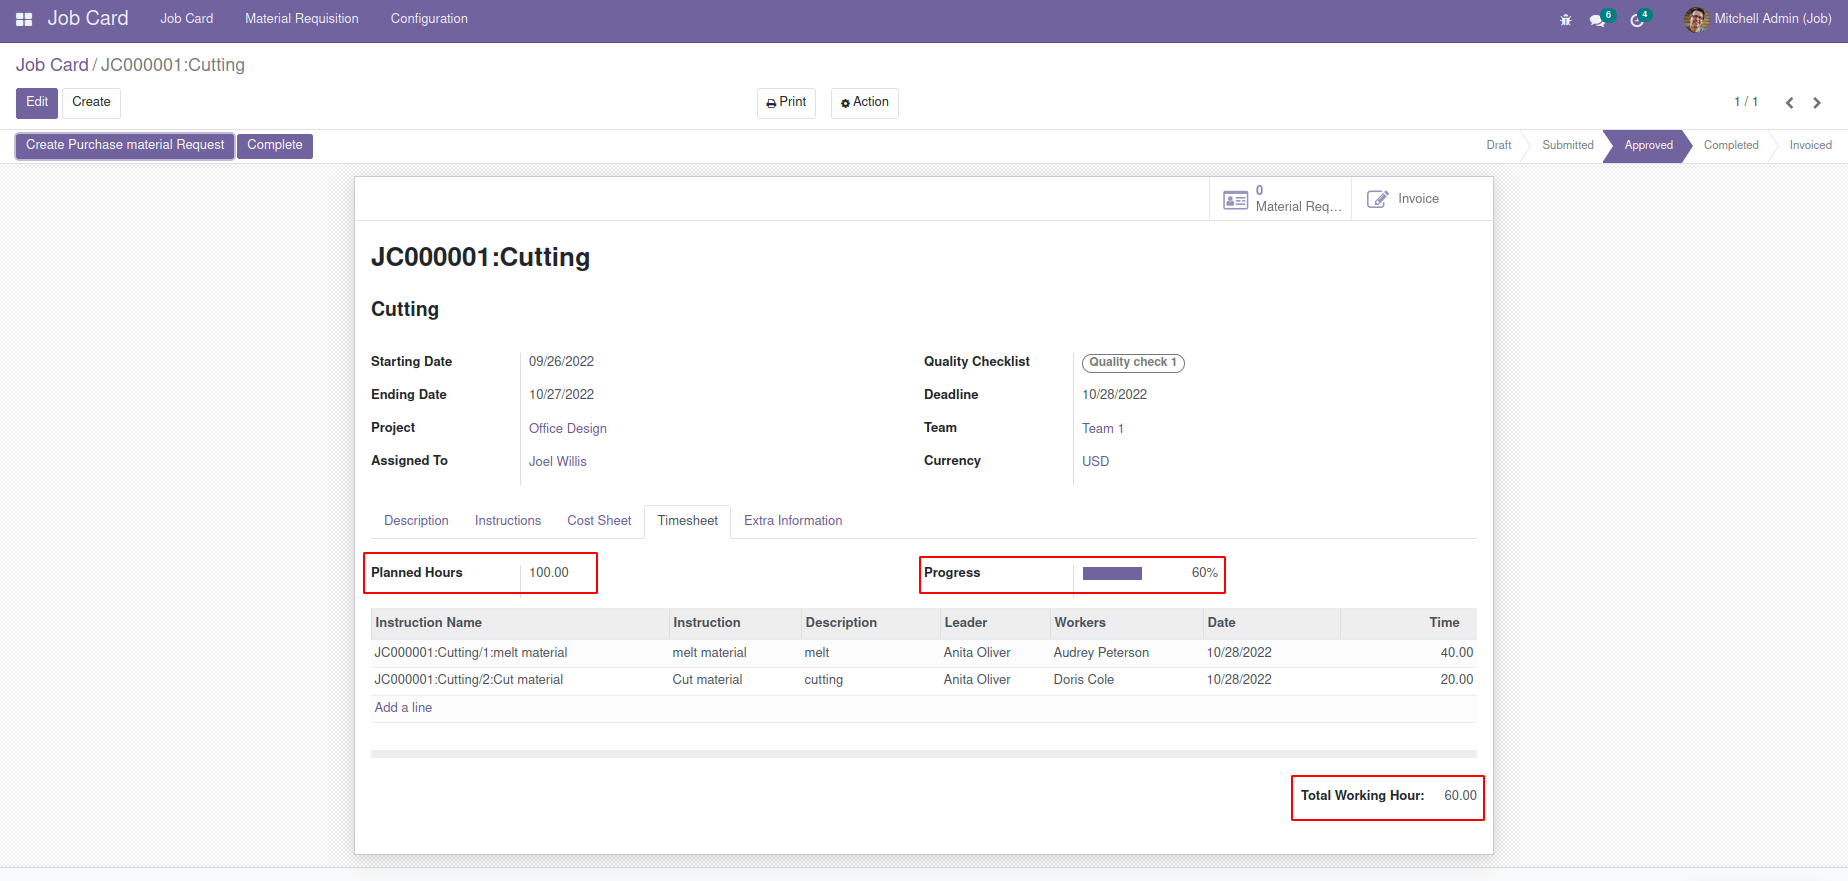 Job Card Job Card Material Requisition Configuration 6 4 Mitchell Admin (Job)
Job Card / JC000001:Cutting
Edit Create Print Action 1 / 1
Create Purchase material Request Complete Draft Submitted Approved Completed Invoiced
0
Material Req... Invoice
JC000001:Cutting
Cutting
Starting Date 09/26/2022 Quality Checklist Quality check 1
Ending Date 10/27/2022 Deadline 10/28/2022
Project Office Design Team Team 1
Assigned To Joel Willis Currency USD
Description Instructions Cost Sheet Timesheet Extra Information
Planned Hours 100.00 Progress 60%
Instruction Name Instruction Description Leader Workers Date Time
JC000001:Cutting/1:melt material melt material melt Anita Oliver Audrey Peterson 10/28/2022 40.00
JC000001:Cutting/2:Cut material Cut material cutting Anita Oliver Doris Cole 10/28/2022 20.00
Add a line
Total Working Hour: 60.00